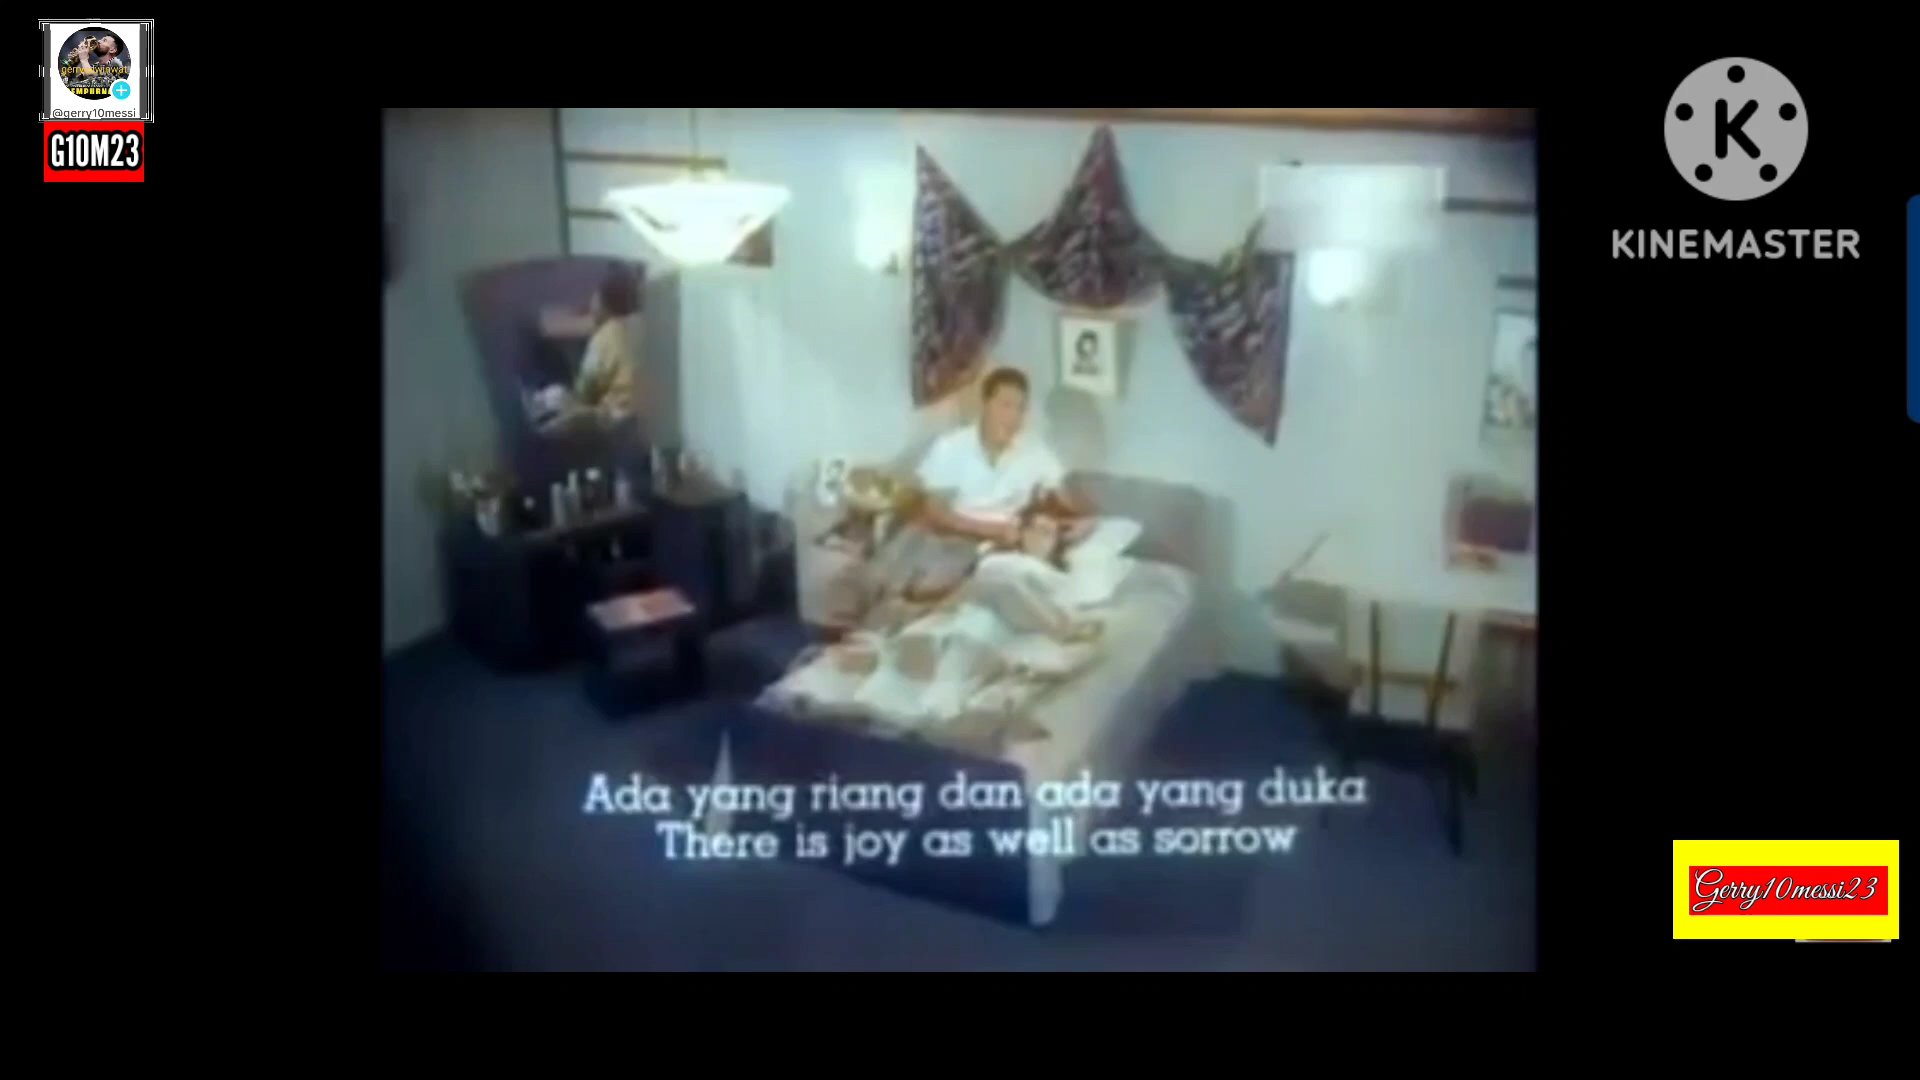 @gerry10messi
G10M23
KINEMASTER
Ada yang riang dan ada yang duka
There is joy as well as sorrow
Gerry10messi23